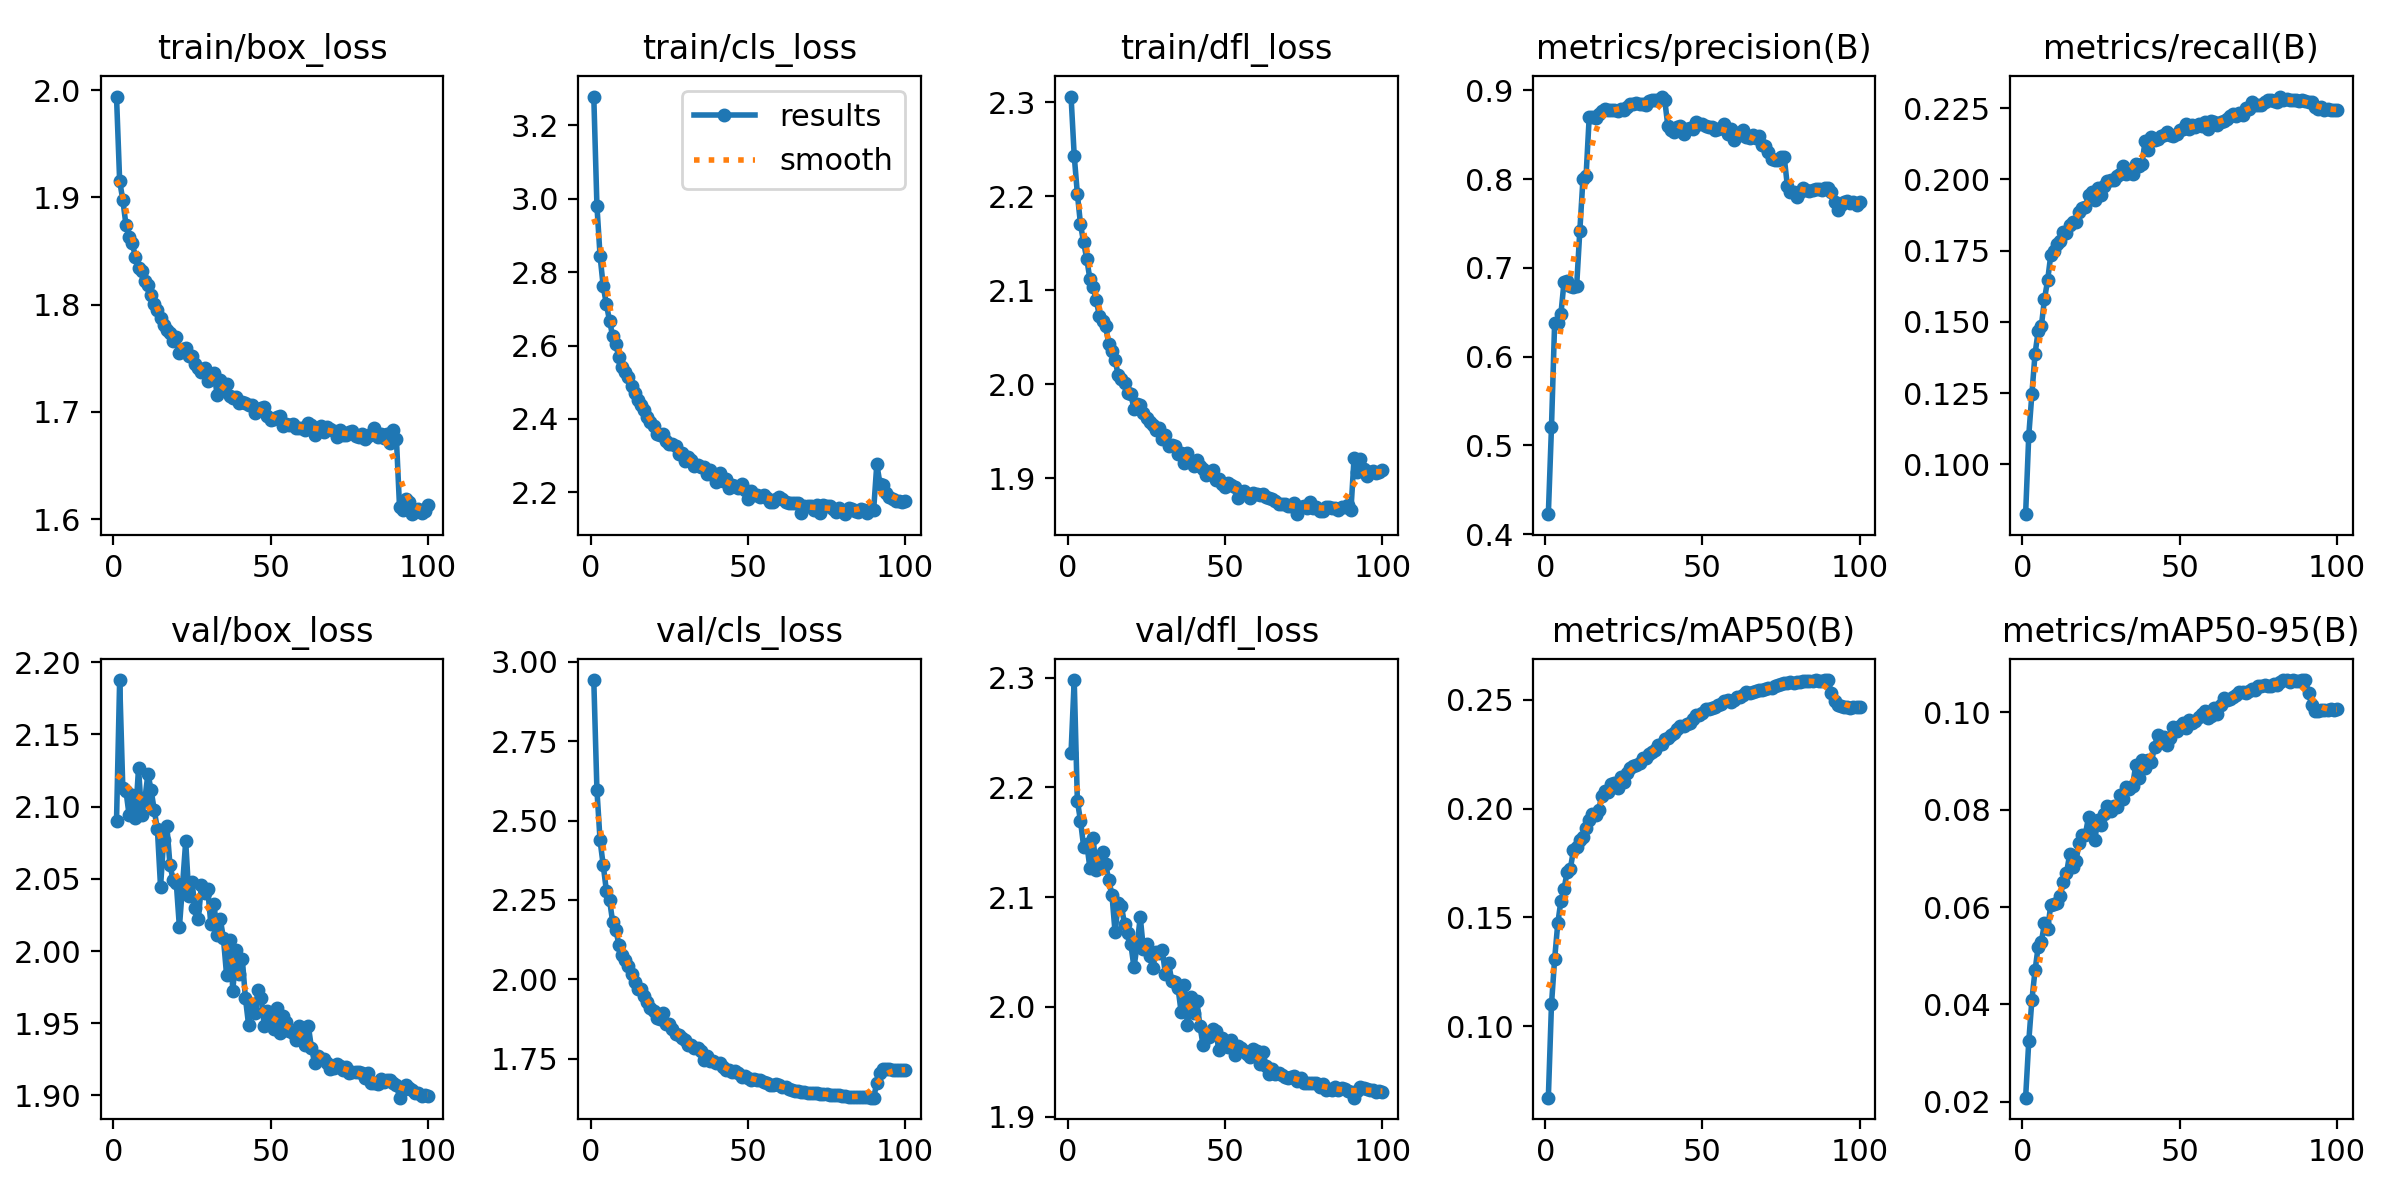 train/box_loss
2.0
1.9
1.8
1.7
1.6
0 50 100
train/cls_loss
results
smooth
3.2
3.0
2.8
2.6
2.4
2.2
0 50 100
train/dfl_loss
2.3
2.2
2.1
2.0
1.9
0 50 100
metrics/precision(B)
0.9
0.8
0.7
0.6
0.5
0.4
0 50 100
metrics/recall(B)
0.225
0.200
0.175
0.150
0.125
0.100
0 50 100
val/box_loss
2.20
2.15
2.10
2.05
2.00
1.95
1.90
0 50 100
val/cls_loss
3.00
2.75
2.50
2.25
2.00
1.75
0 50 100
val/dfl_loss
2.3
2.2
2.1
2.0
1.9
0 50 100
metrics/mAP50(B)
0.25
0.20
0.15
0.10
0 50 100
metrics/mAP50-95(B)
0.10
0.08
0.06
0.04
0.02
0 50 100